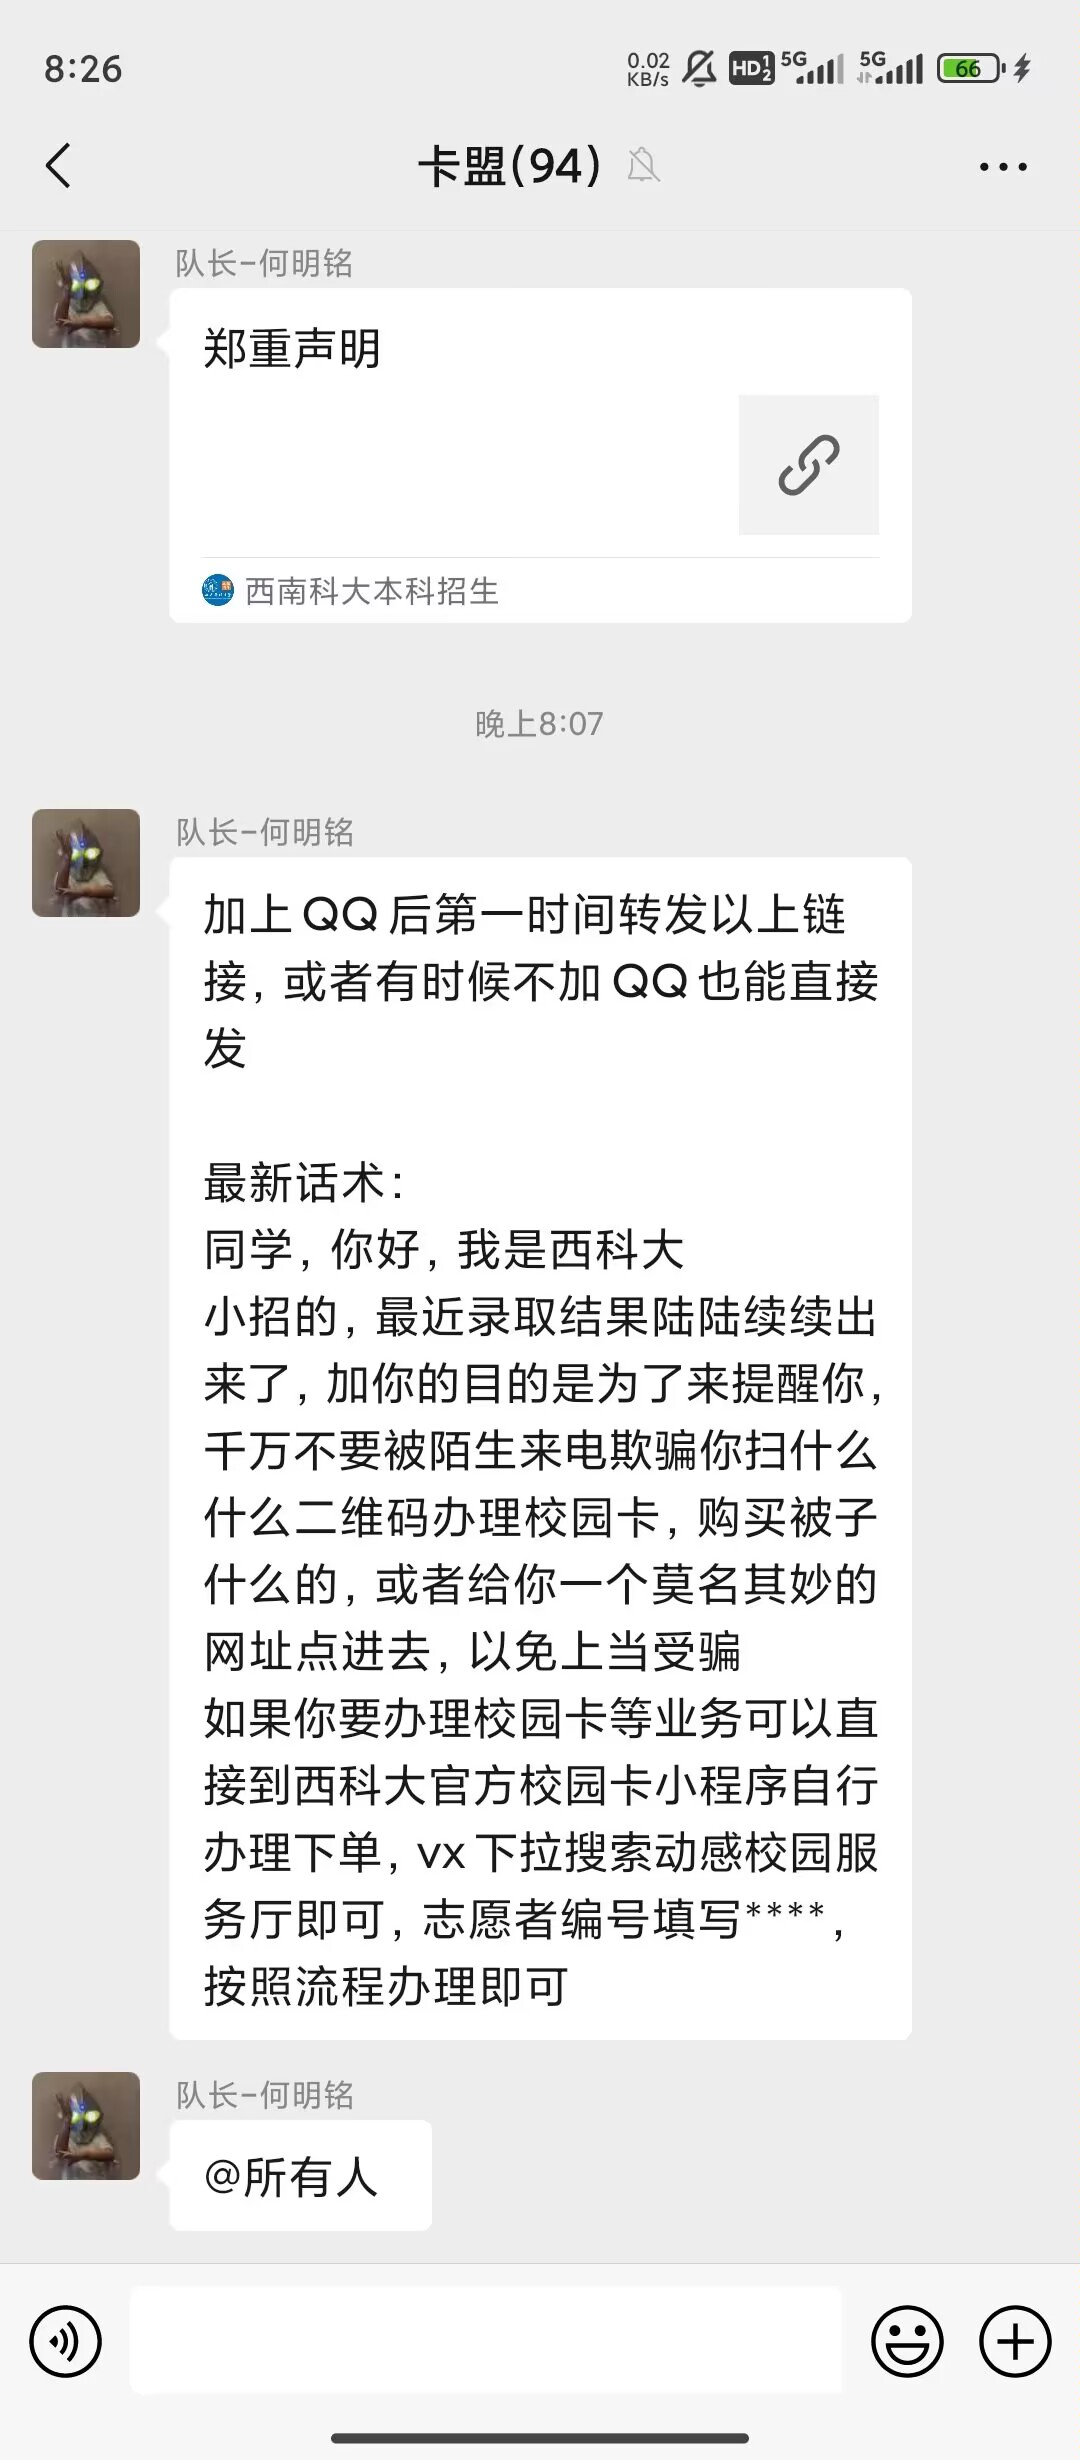 8:26
0.02
KB/s
HD 1 2
5G
5G
66
卡盟(94)
队长-何明铭
郑重声明
西南科大本科招生
晚上8:07
队长-何明铭
加上QQ后第一时间转发以上链
接, 或者有时候不加QQ也能直接
发
最新话术:
同学, 你好, 我是西科大
小招的, 最近录取结果陆陆续续出
来了, 加你的目的是为了来提醒你,
千万不要被陌生来电欺骗你扫什么
什么二维码办理校园卡, 购买被子
什么的, 或者给你一个莫名其妙的
网址点进去, 以免上当受骗
如果你要办理校园卡等业务可以直
接到西科大官方校园卡小程序自行
办理下单, vx下拉搜索动感校园服
务厅即可, 志愿者编号填写****,
按照流程办理即可
队长-何明铭
@所有人